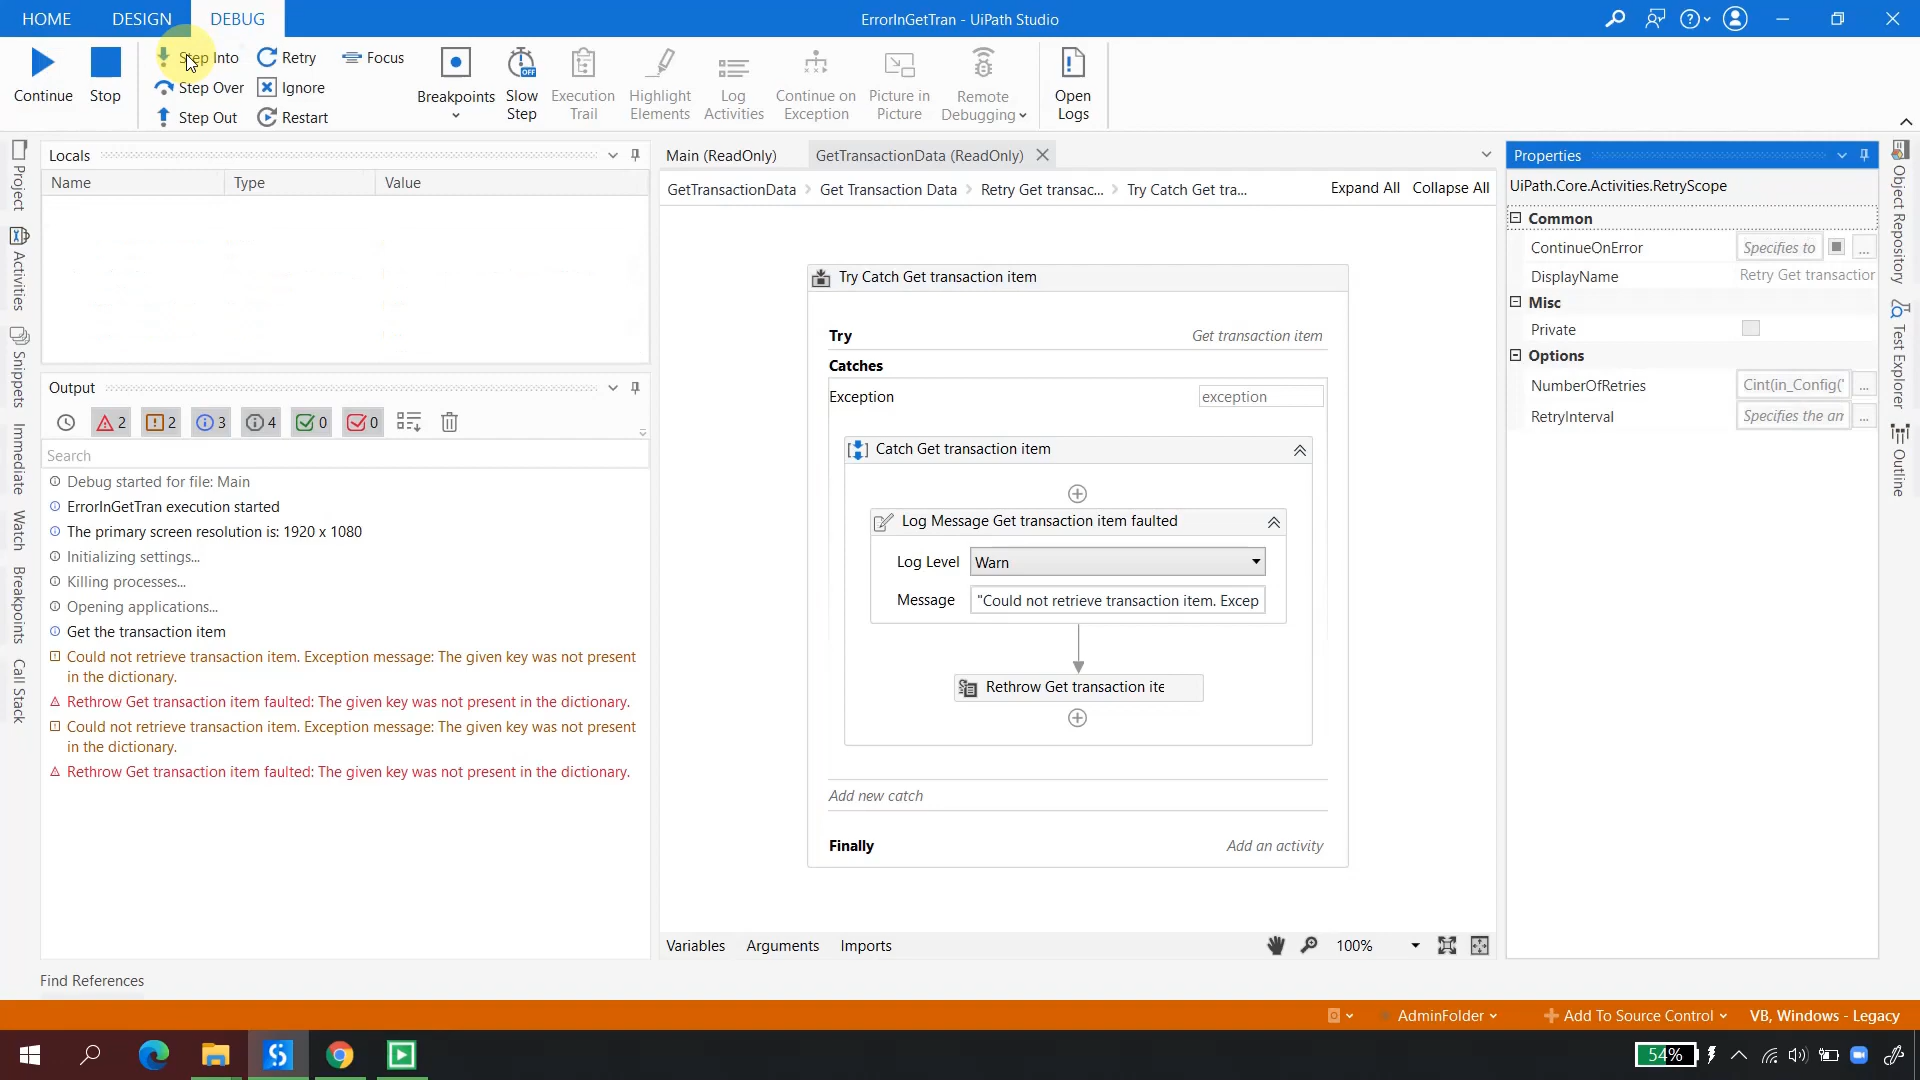 HOME
DESIGN
DEBUG
ErrorInGetTran - UiPath Studio
Continue
Stop
Step Into
Step Over
Step Out
Retry
Ignore
Restart
Focus
Breakpoints
Slow
Step
OFF
Execution
Trail
Highlight
Elements
Log
Activities
Continue on
Exception
Picture in
Picture
Remote
Debugging
Open
Logs
Project
Activities
Snippets
Immediate
Watch
Breakpoints
Call Stack
Locals
Name
Type
Value
Output
2
2
3
4
0
0
Search
Debug started for file: Main
ErrorInGetTran execution started
The primary screen resolution is: 1920 x 1080
Initializing settings...
Killing processes...
Opening applications...
Get the transaction item
Could not retrieve transaction item. Exception message: The given key was not present
in the dictionary.
Rethrow Get transaction item faulted: The given key was not present in the dictionary.
Could not retrieve transaction item. Exception message: The given key was not present
in the dictionary.
Rethrow Get transaction item faulted: The given key was not present in the dictionary.
Find References
Main (ReadOnly)
GetTransactionData (ReadOnly)
GetTransactionData
Get Transaction Data
Retry Get transac...
Try Catch Get tra...
Expand All
Collapse All
Try Catch Get transaction item
Try
Get transaction item
Catches
Exception
exception
Catch Get transaction item
Log Message Get transaction item faulted
Log Level
Warn
Message
"Could not retrieve transaction item. Excep
Rethrow Get transaction ite
Add new catch
Finally
Add an activity
Variables
Arguments
Imports
100%
Properties
UiPath.Core.Activities.RetryScope
Common
ContinueOnError
Specifies to
...
DisplayName
Retry Get transaction
Misc
Private
Options
NumberOfRetries
Cint(in_Config("
...
RetryInterval
Specifies the am
...
Object Repository
Test Explorer
Outline
AdminFolder
Add To Source Control
VB, Windows - Legacy
54%